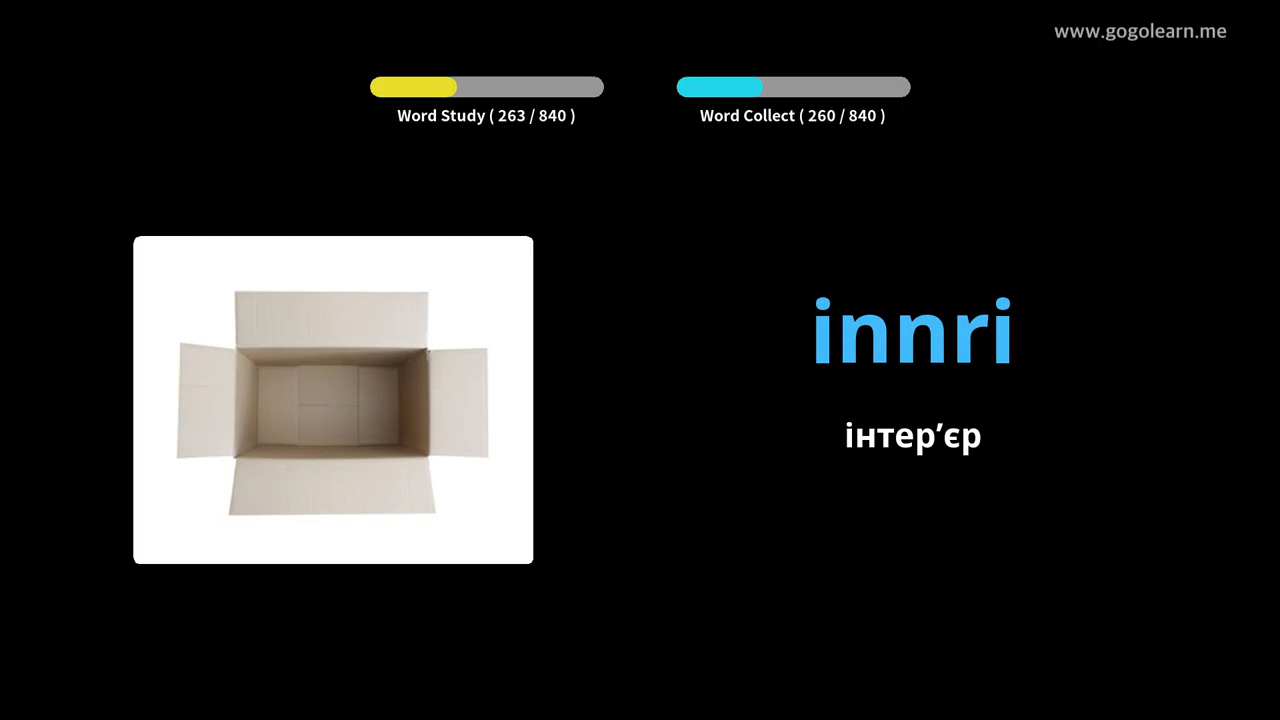 www.gogolearn.me
Word Study ( 263 / 840 )
Word Collect ( 260 / 840 )
innri
інтер’єр